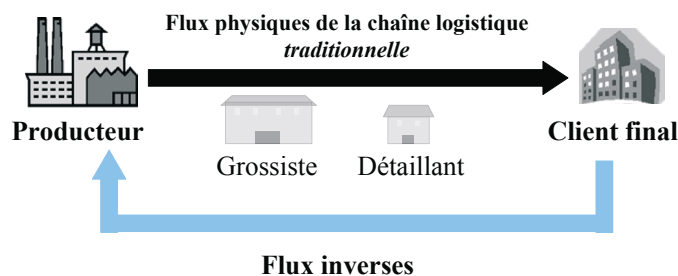 Flux physiques de la chaîne logistique
traditionnelle
Producteur
Client final
Grossiste
Détaillant
Flux inverses